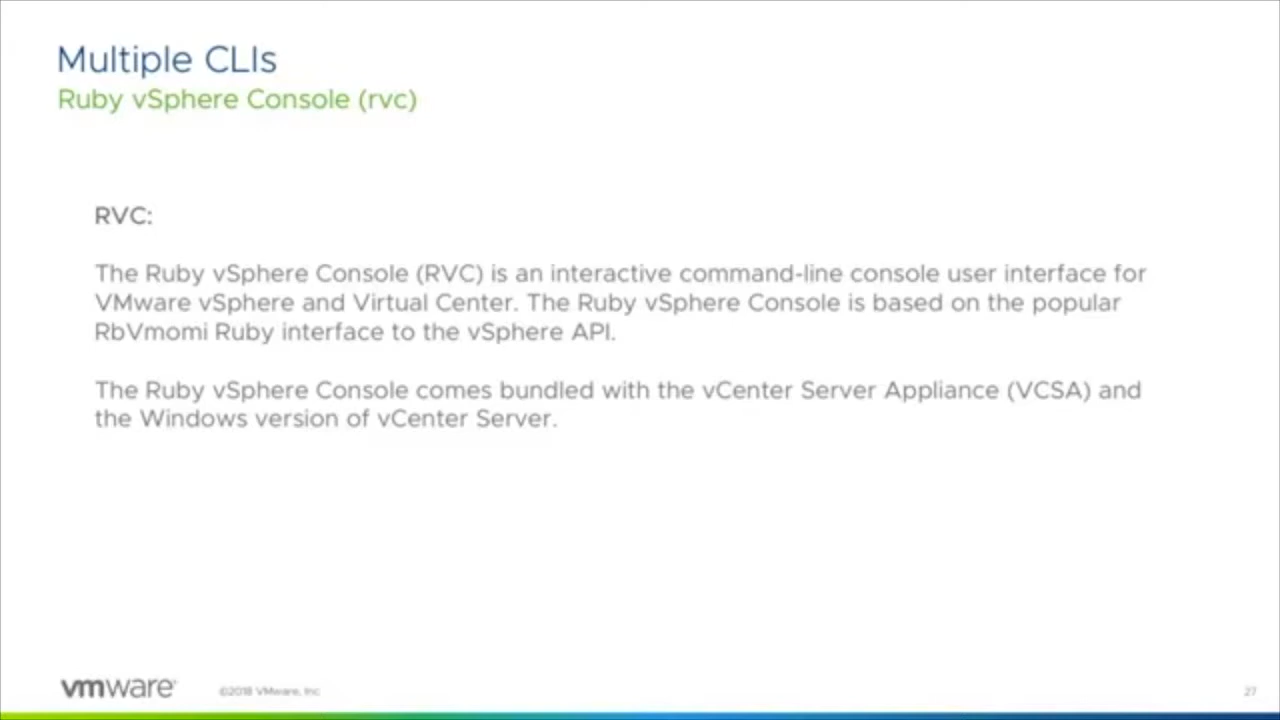 Multiple CLIs
Ruby vSphere Console (rvc)
RVC:
The Ruby vSphere Console (RVC) is an interactive command-line console user interface for
VMware vSphere and Virtual Center. The Ruby vSphere Console is based on the popular
RbVmomi Ruby interface to the vSphere API.
The Ruby vSphere Console comes bundled with the vCenter Server Appliance (VCSA) and
the Windows version of vCenter Server.
vmware
©2018 VMware, Inc
27